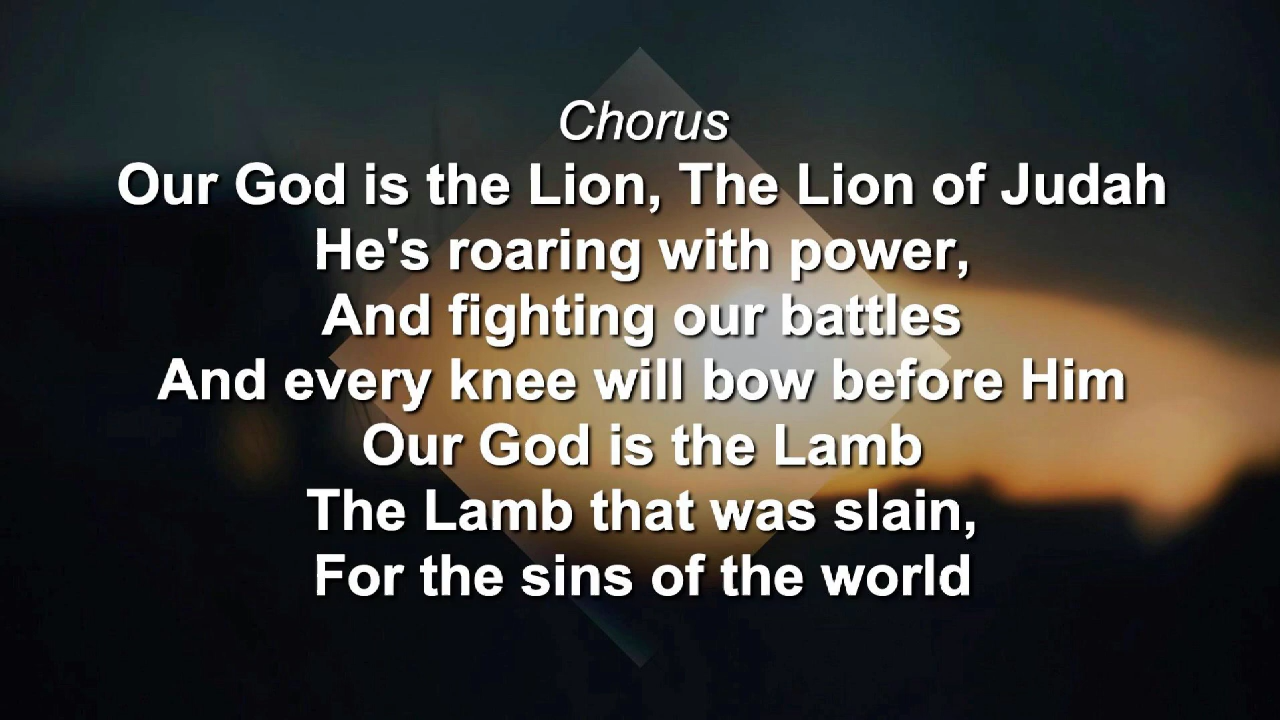 Chorus
Our God is the Lion, The Lion of Judah
He's roaring with power,
And fighting our battles
And every knee will bow before Him
Our God is the Lamb
The Lamb that was slain,
For the sins of the world